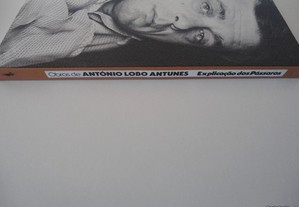 Obras de ANTÓNIO LOBO ANTUNES Explicação dos Pássaros